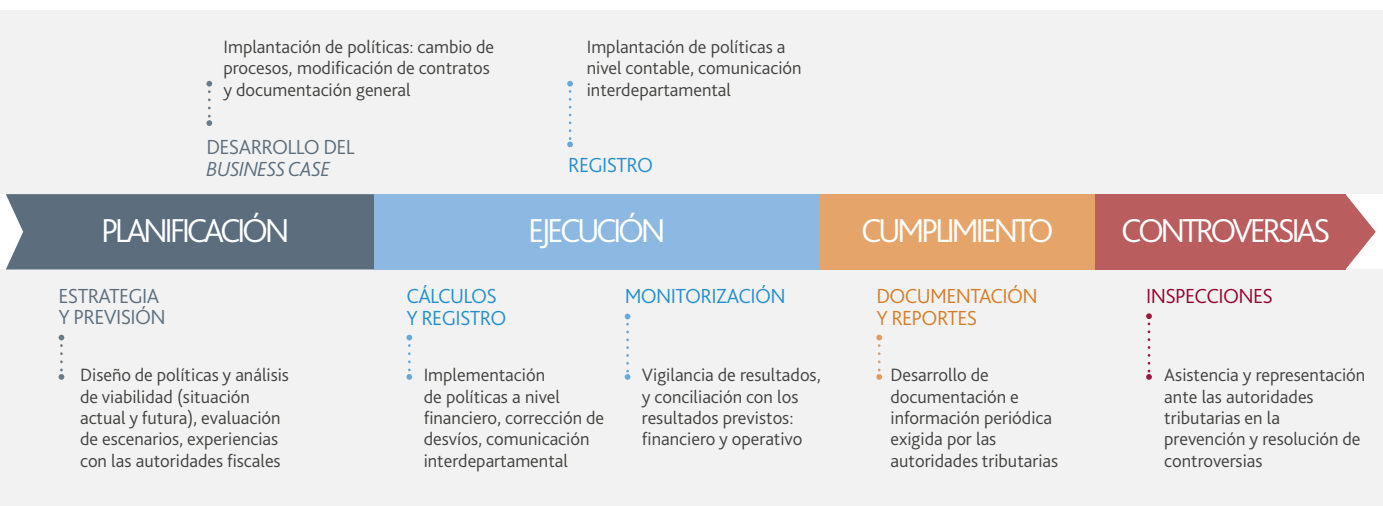 Implantación de políticas: cambio de
procesos, modificación de contratos
y documentación general
DESARROLLO DEL
BUSINESS CASE
Implantación de políticas a
nivel contable, comunicación
interdepartamental
REGISTRO
PLANIFICACIÓN
EJECUCIÓN
CUMPLIMIENTO
CONTROVERSIAS
ESTRATEGIA
Y PREVISIÓN
Diseño de políticas y análisis
de viabilidad (situación
actual y futura), evaluación
de escenarios, experiencias
con las autoridades fiscales
CÁLCULOS
Y REGISTRO
Implementación
de políticas a nivel
financiero, corrección de
desvíos, comunicación
interdepartamental
MONITORIZACIÓN
Vigilancia de resultados,
y conciliación con los
resultados previstos:
financiero y operativo
DOCUMENTACIÓN
Y REPORTES
Desarrollo de
documentación e
información periódica
exigida por las
autoridades tributarias
INSPECCIONES
Asistencia y representación
ante las autoridades
tributarias en la
prevención y resolución de
controversias